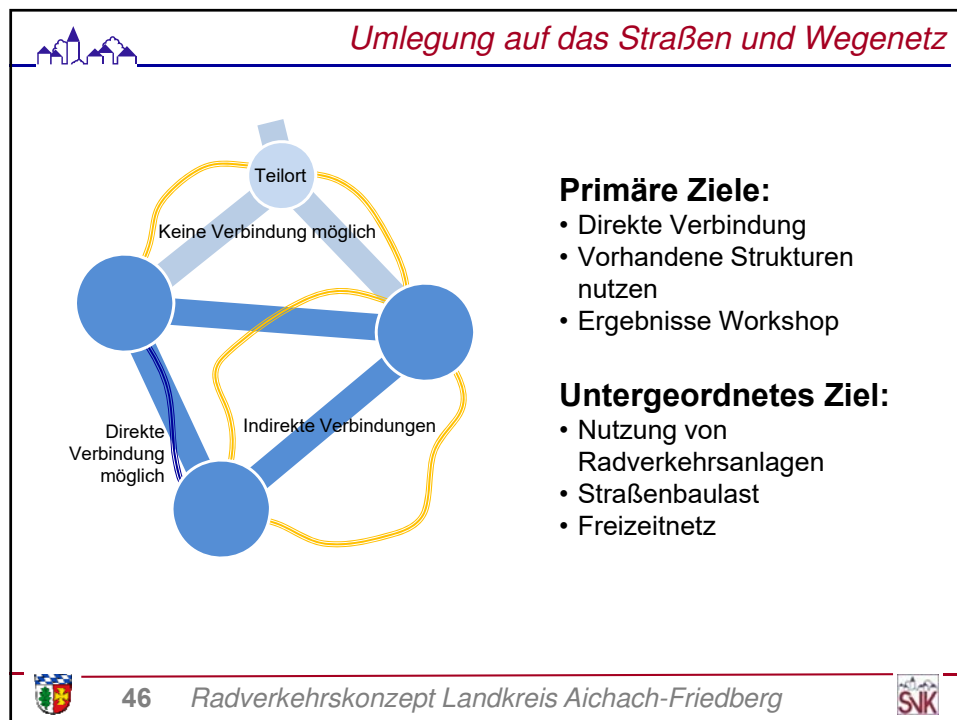 Umlegung auf das Straßen und Wegenetz
Teilort
Keine Verbindung möglich
Direkte
Verbindung
möglich
Indirekte Verbindungen
Primäre Ziele:
• Direkte Verbindung
• Vorhandene Strukturen
nutzen
• Ergebnisse Workshop
Untergeordnetes Ziel:
• Nutzung von
Radverkehrsanlagen
• Straßenbaulast
• Freizeitnetz
46 Radverkehrskonzept Landkreis Aichach-Friedberg
SVK